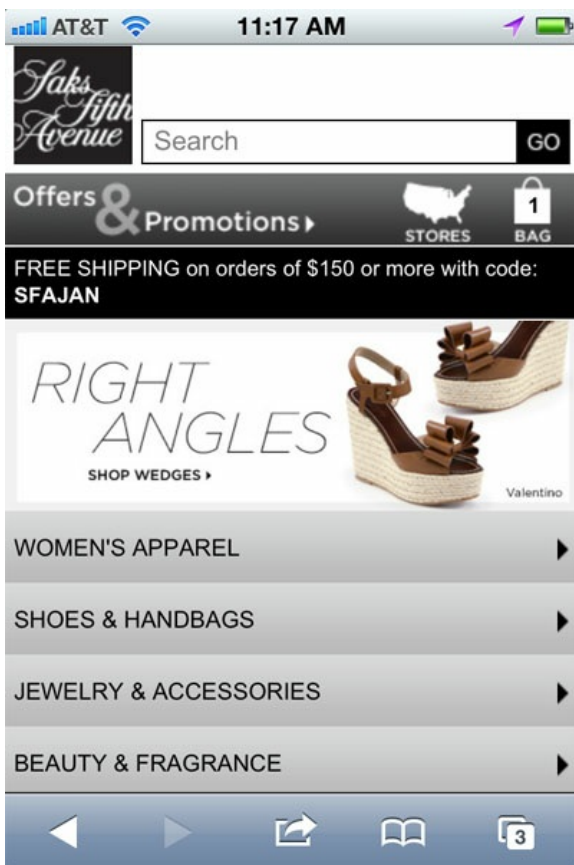 AT&T 11:17 AM
Saks
Fifth
Avenue
Search GO
Offers & Promotions
STORES
1
BAG
FREE SHIPPING on orders of $150 or more with code:
SFAJAN
RIGHT
ANGLES
SHOP WEDGES
Valentino
WOMEN'S APPAREL
SHOES & HANDBAGS
JEWELRY & ACCESSORIES
BEAUTY & FRAGRANCE
3